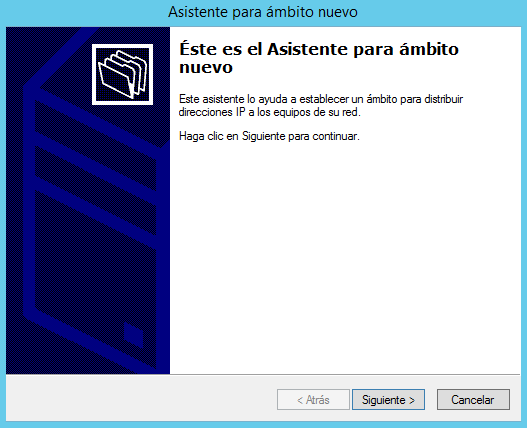 Asistente para ámbito nuevo
Éste es el Asistente para ámbito
nuevo
Este asistente lo ayuda a establecer un ámbito para distribuir
direcciones IP a los equipos de su red.
Haga clic en Siguiente para continuar.
< Atrás
Siguiente >
Cancelar